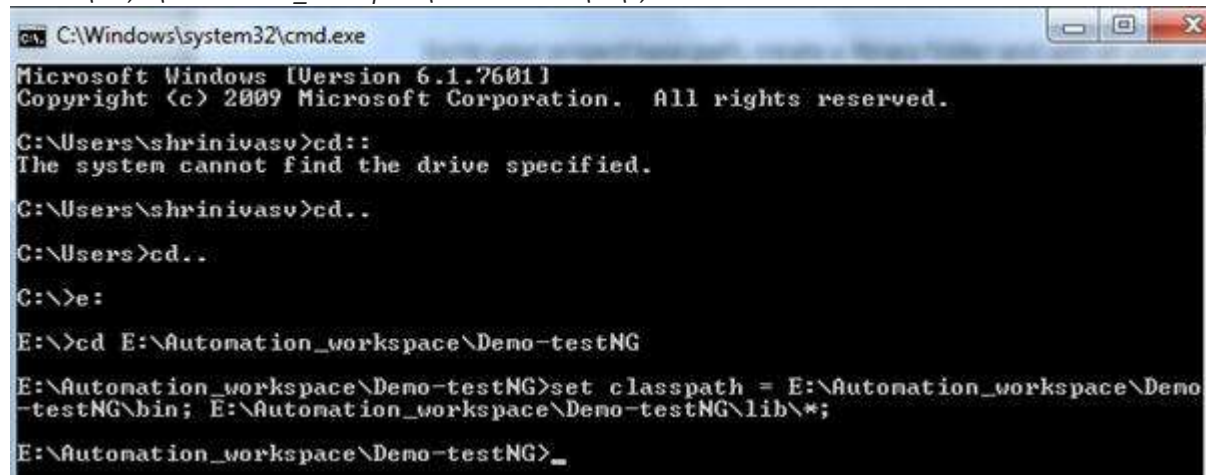 C:\Windows\system32\cmd.exe
Microsoft Windows [Version 6.1.7601]
Copyright (c) 2009 Microsoft Corporation.  All rights reserved.
C:\Users\shrinivasv>cd::
The system cannot find the drive specified.
C:\Users\shrinivasv>cd..
C:\Users>cd..
C:\>e:
E:\>cd E:\Automation_workspace\Demo-testNG
E:\Automation_workspace\Demo-testNG>set classpath = E:\Automation_workspace\Demo
-testNG\bin; E:\Automation_workspace\Demo-testNG\lib\*;
E:\Automation_workspace\Demo-testNG>_